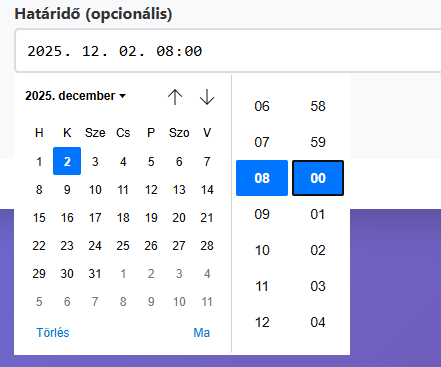 Határidő (opcionális)
2025. 12. 02. 08:00
2025. december
H K Sze Cs P Szo V
1 2 3 4 5 6 7
8 9 10 11 12 13 14
15 16 17 18 19 20 21
22 23 24 25 26 27 28
29 30 31 1 2 3 4
5 6 7 8 9 10 11
Törlés Ma
06 58
07 59
08 00
09 01
10 02
11 03
12 04